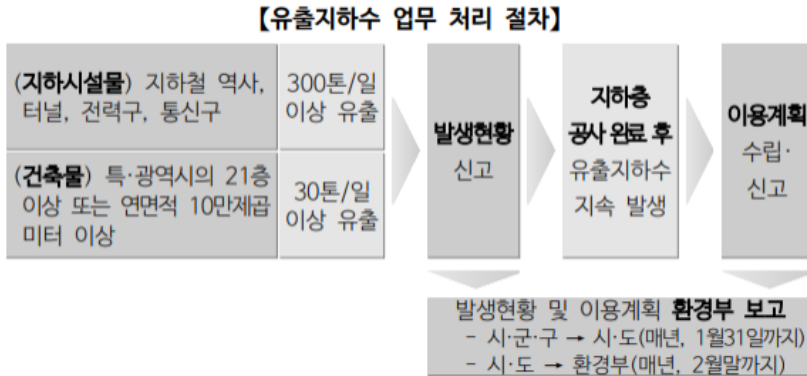 【유출지하수 업무 처리 절차】
(지하시설물) 지하철 역사,
터널, 전력구, 통신구
300톤/일
이상 유출
(건축물) 특·광역시의 21층
이상 또는 연면적 10만제곱
미터 이상
30톤/일
이상 유출
발생현황
신고
지하층
공사 완료 후
유출지하수
지속 발생
이용계획
수립·
신고
발생현황 및 이용계획 환경부 보고
- 시·군·구 → 시·도(매년, 1월31일까지)
- 시·도 → 환경부(매년, 2월말까지)